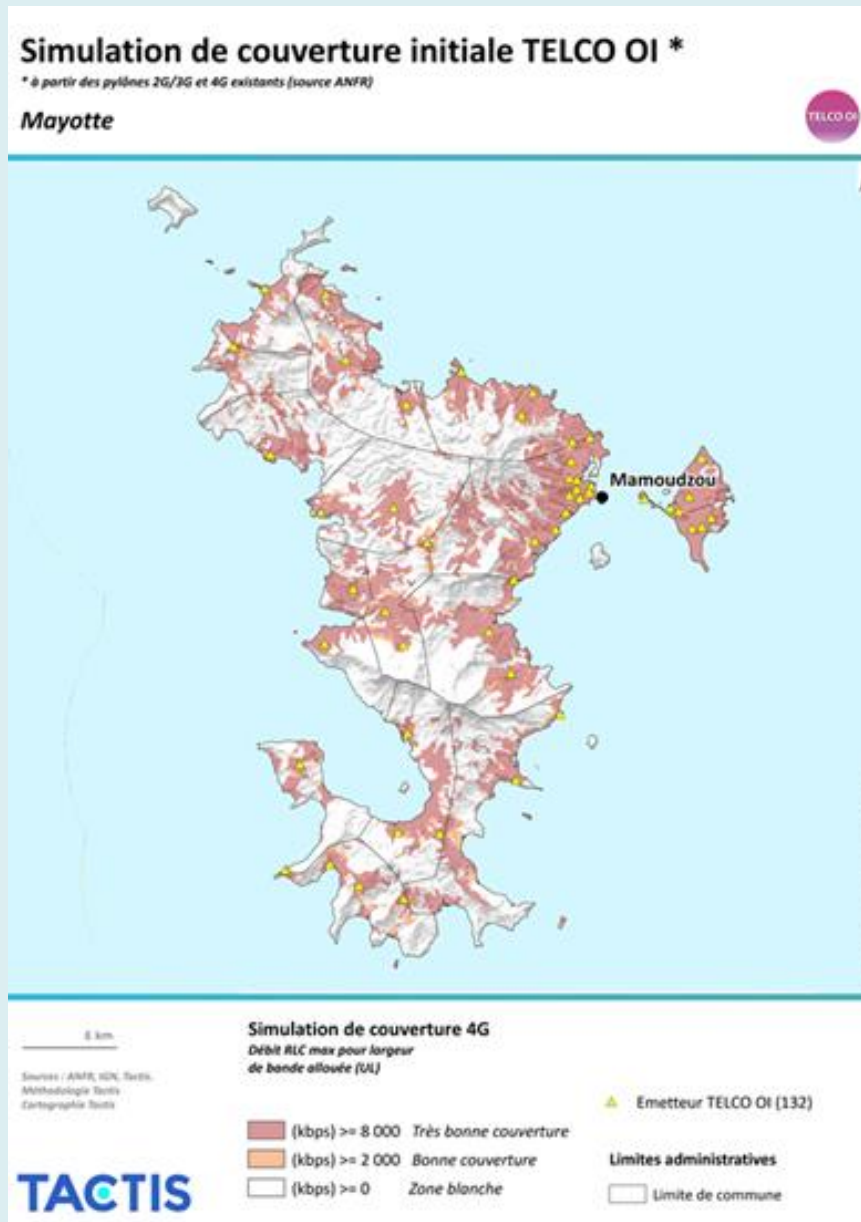 Simulation de couverture initiale TELCO OI *
* à partir des pylônes 2G/3G et 4G existants (source ANFR)
Mayotte
TELCO OI
Mamoudzou
km
Sources : ANFR, IGN, Tactis.
Méthodologie Tactis
Cartographie Tactis
Simulation de couverture 4G
Débit RLC max pour largeur
de bande allouée (UL)
(kbps) >= 8 000 Très bonne couverture
(kbps) >= 2 000 Bonne couverture
(kbps) >= 0 Zone blanche
Emetteur TELCO OI (132)
Limites administratives
Limite de commune
TACTIS